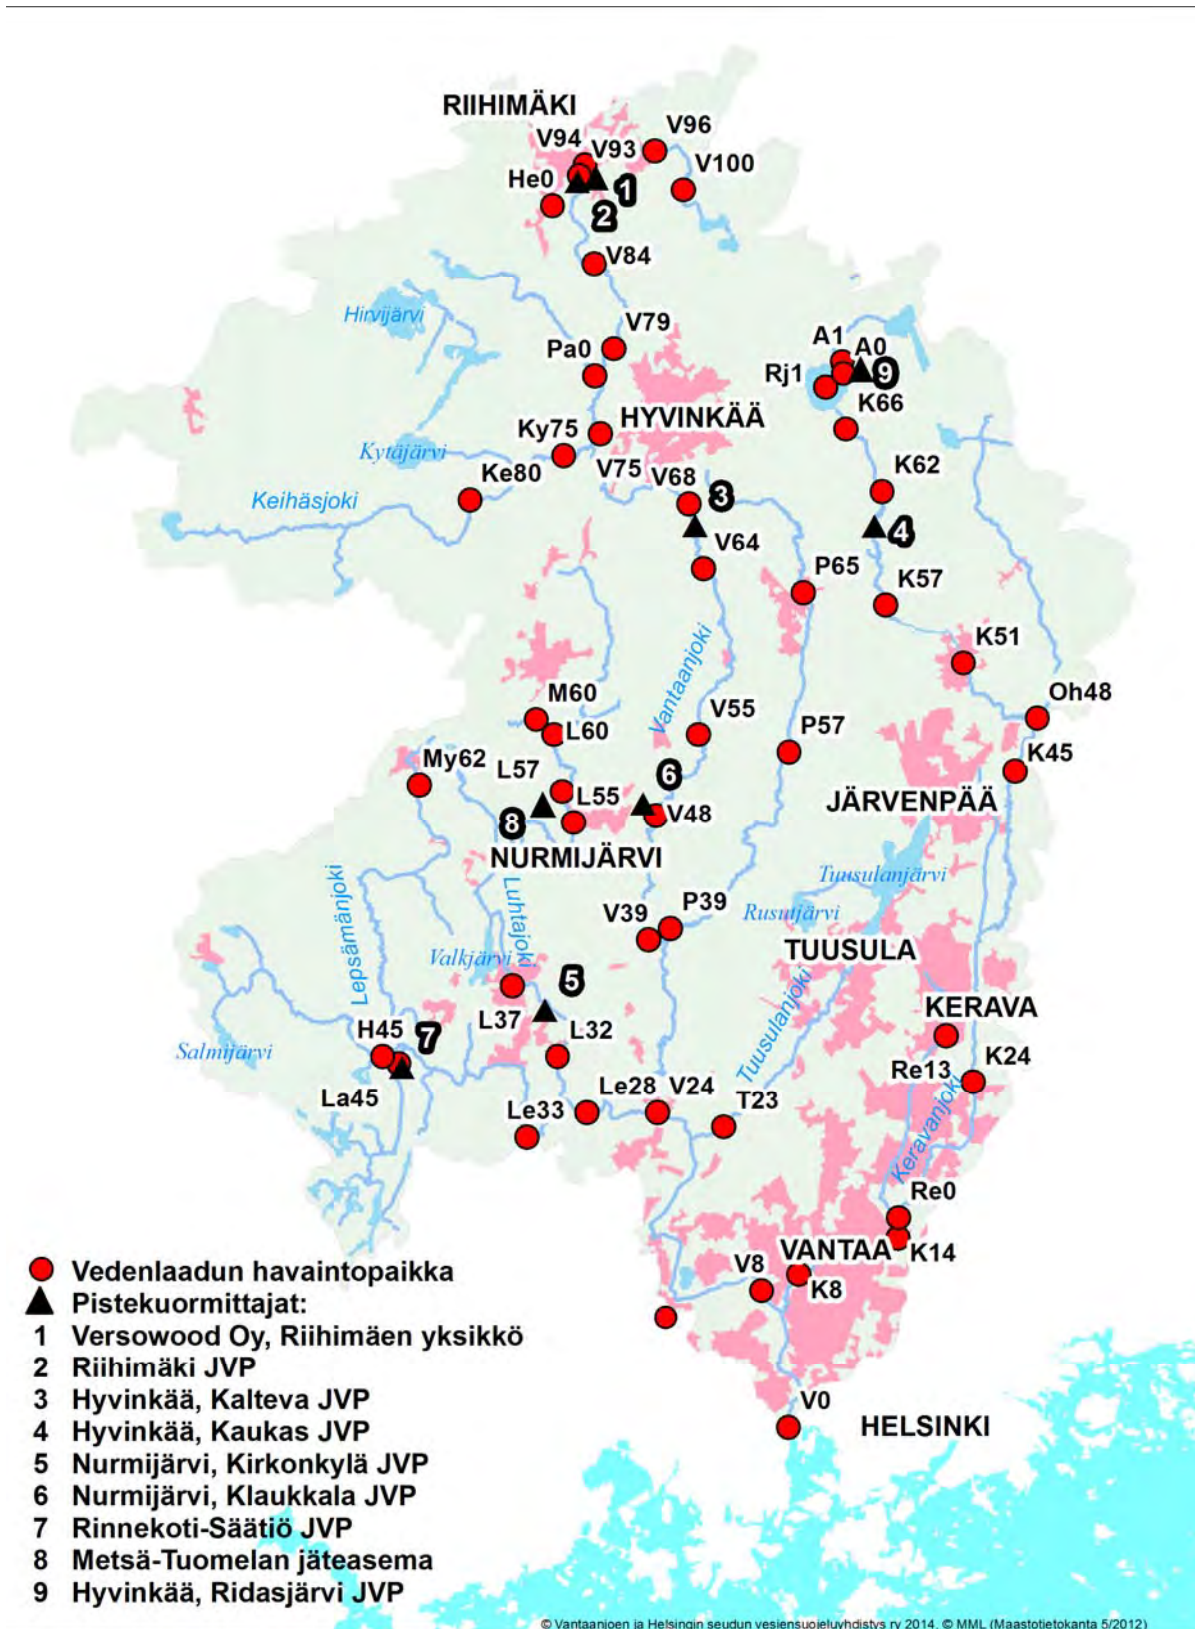 RIIHIMÄKI
V96
V94
V93
V100
He0
1
2
V84
Hirvijärvi
V79
A1
Pa0
A0
Rj1
9
K66
HYVINKÄÄ
Ky75
Kytäjärvi
V75
K62
Ke80
V68
3
Keihäsjoki
4
V64
P65
K57
K51
Vantaanjoki
M60
Oh48
V55
L60
P57
My62
K45
L57
6
L55
JÄRVENPÄÄ
8
V48
NURMIJÄRVI
Tuusulanjärvi
Luhtajoki
Lepsämänjoki
P39
Rusutjärvi
V39
TUUSULA
Valkjärvi
5
KERAVA
L37
Tuusulanjoki
H45
7
L32
Salmijärvi
K24
Re13
La45
Le28
V24
T23
Le33
Keravanjoki
Re0
VANTAA
K14
V8
K8
V0
HELSINKI
Vedenlaadun havaintopaikka
Pistekuormittajat:
1 Versowood Oy, Riihimäen yksikkö
2 Riihimäki JVP
3 Hyvinkää, Kalteva JVP
4 Hyvinkää, Kaukas JVP
5 Nurmijärvi, Kirkonkylä JVP
6 Nurmijärvi, Klaukkala JVP
7 Rinnekoti-Säätiö JVP
8 Metsä-Tuomelan jäteasema
9 Hyvinkää, Ridasjärvi JVP
© Vantaanjoen ja Helsingin seudun vesiensuojeluyhdistys ry 2014, © MML (Maastotietokanta 5/2012)